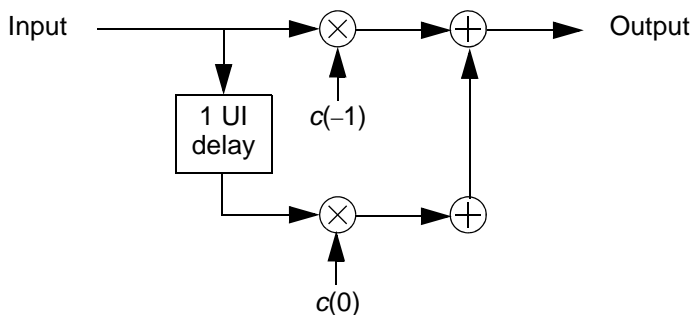 Input
Output
c(−1)
1 UI
delay
c(0)